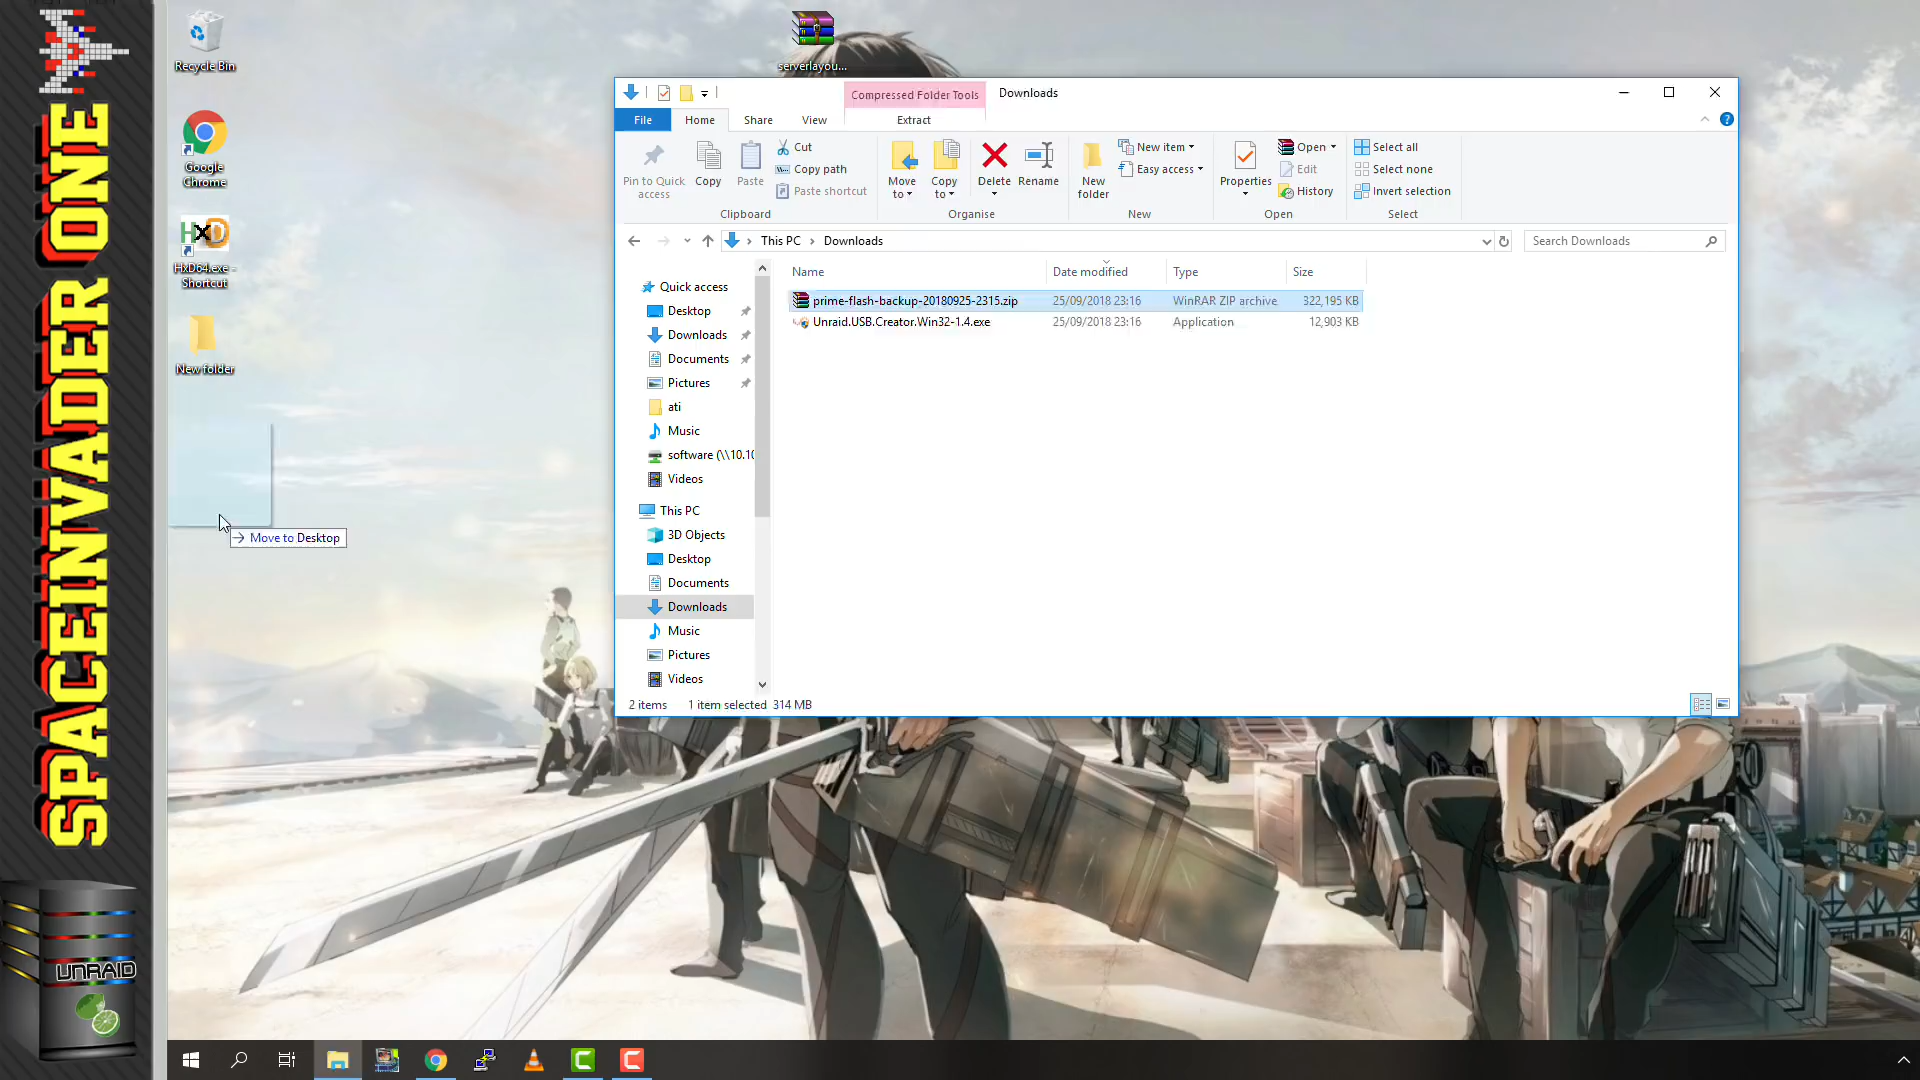 SPACEINVADER ONE
UNRAID
Recycle Bin
Google
Chrome
HxD64.exe -
Shortcut
New folder
serverlayou...
Move to Desktop
Compressed Folder Tools
Downloads
File
Home
Share
View
Extract
Pin to Quick
access
Copy
Paste
Cut
Copy path
Paste shortcut
Clipboard
Move
to
Copy
to
Delete
Rename
Organise
New
folder
New item
Easy access
New
Properties
Open
Edit
History
Open
Select all
Select none
Invert selection
Select
This PC
Downloads
Search Downloads
Name
Date modified
Type
Size
prime-flash-backup-20180925-2315.zip 25/09/2018 23:16 WinRAR ZIP archive 322,195 KB
Unraid.USB.Creator.Win32-1.4.exe 25/09/2018 23:16 Application 12,903 KB
Quick access
Desktop
Downloads
Documents
Pictures
ati
Music
software (\\10.10
Videos
This PC
3D Objects
Desktop
Documents
Downloads
Music
Pictures
Videos
2 items 1 item selected 314 MB